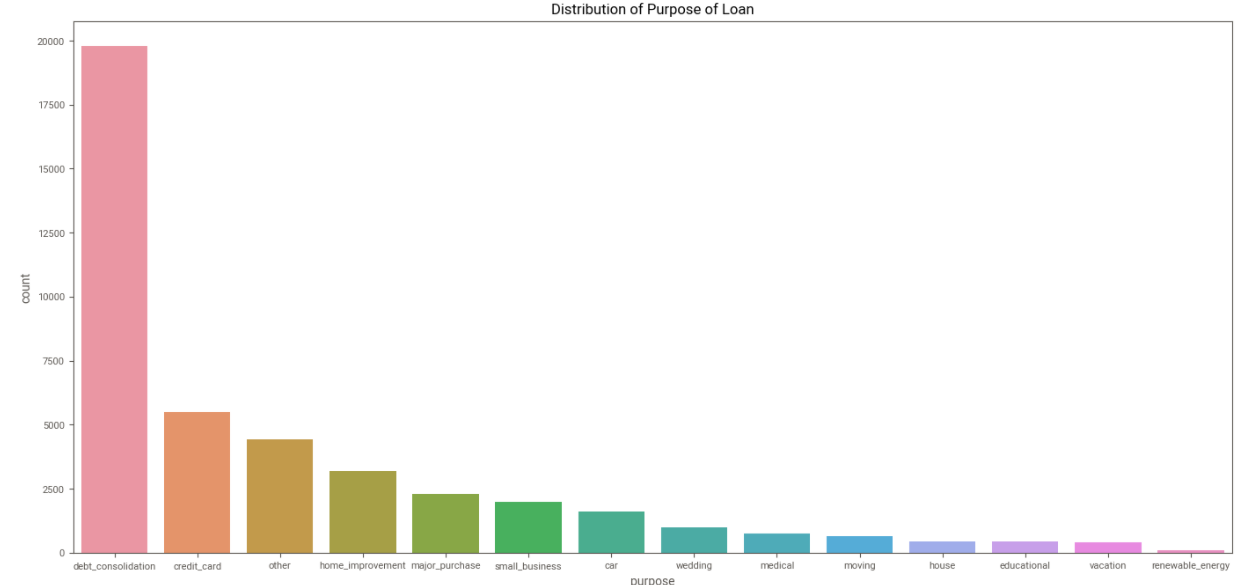 Distribution of Purpose of Loan
20000
17500
15000
12500
10000
7500
5000
2500
0
count
debt_consolidation credit_card other home_improvement major_purchase small_business car wedding medical moving house educational vacation renewable_energy
purpose